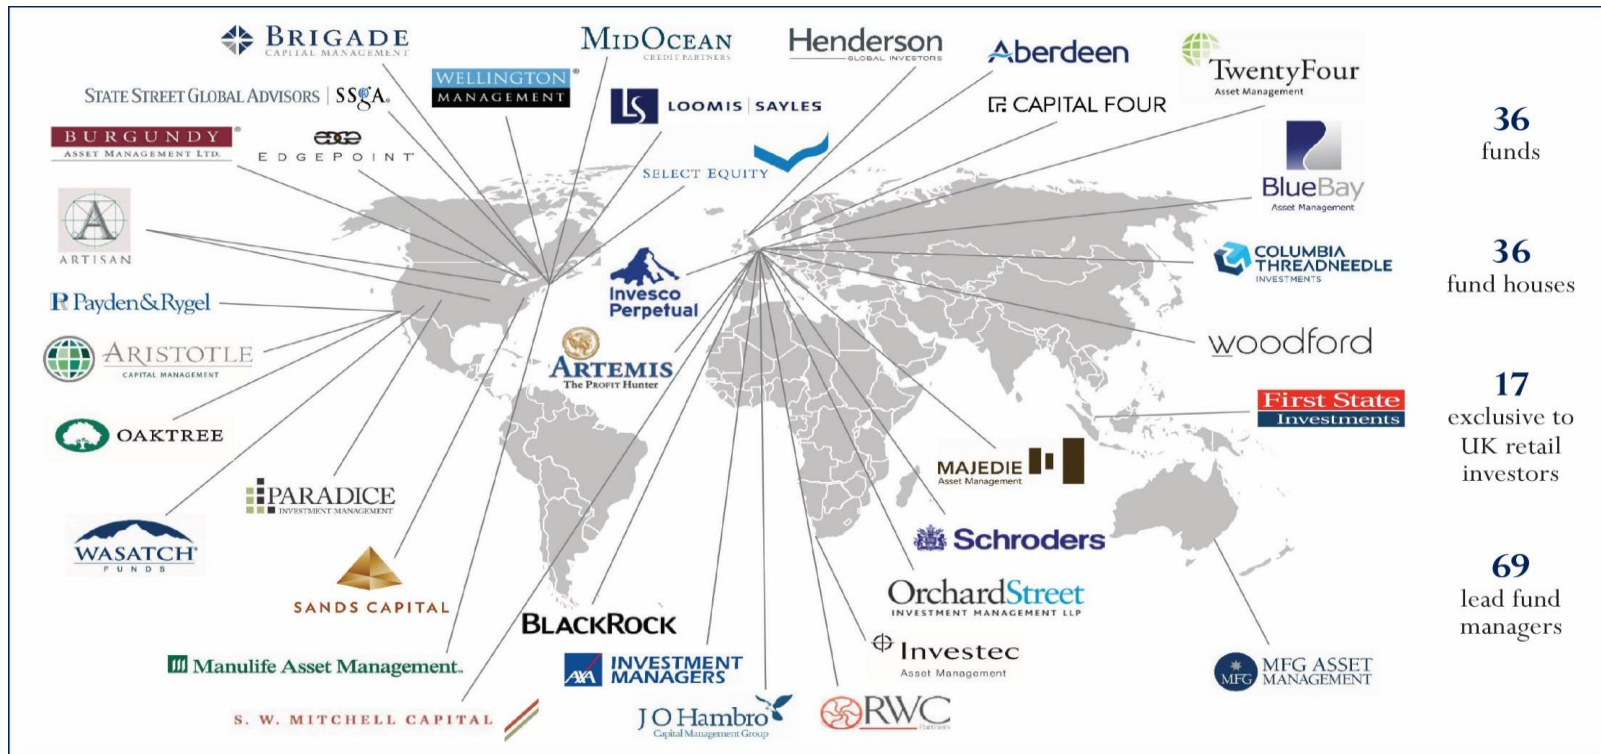 BRIGADE
CAPITAL MANAGEMENT
MIDOCEAN
CREDIT PARTNERS
Henderson
GLOBAL INVESTORS
Aberdeen
TwentyFour
Asset Management
STATE STREET GLOBAL ADVISORS | SSgA.
WELLINGTON
MANAGEMENT®
LS LOOMIS | SAYLES
CAPITAL FOUR
BURGUNDY®
ASSET MANAGEMENT LTD.
EDGE
EDGEPOINT
SELECT EQUITY
BlueBay
Asset Management
A
ARTISAN
Invesco
Perpetual
COLUMBIA
THREADNEEDLE
INVESTMENTS
Payden&Rygel
ARISTOTLE
CAPITAL MANAGEMENT
ARTEMIS
The PROFIT Hunter
woodford
First State
Investments
OAKTREE
MAJEDIE
Asset Management
PARADICE
INVESTMENT MANAGEMENT
WASATCH®
FUNDS
SANDS CAPITAL
Schroders
OrchardStreet
INVESTMENT MANAGEMENT LLP
BLACKROCK
Manulife Asset Management™
AXA
INVESTMENT
MANAGERS
Investec
Asset Management
MFG
MFG ASSET
MANAGEMENT
S. W. MITCHELL CAPITAL
J O Hambro
Capital Management Group
RWC
Partners
36
funds
36
fund houses
17
exclusive to
UK retail
investors
69
lead fund
managers